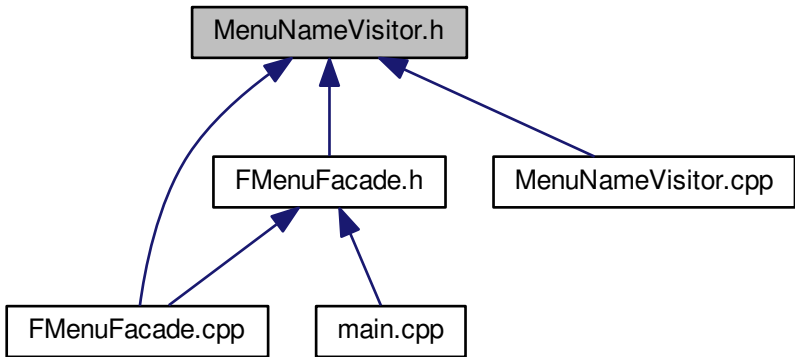 MenuNameVisitor.h
FMenuFacade.h
MenuNameVisitor.cpp
FMenuFacade.cpp
main.cpp